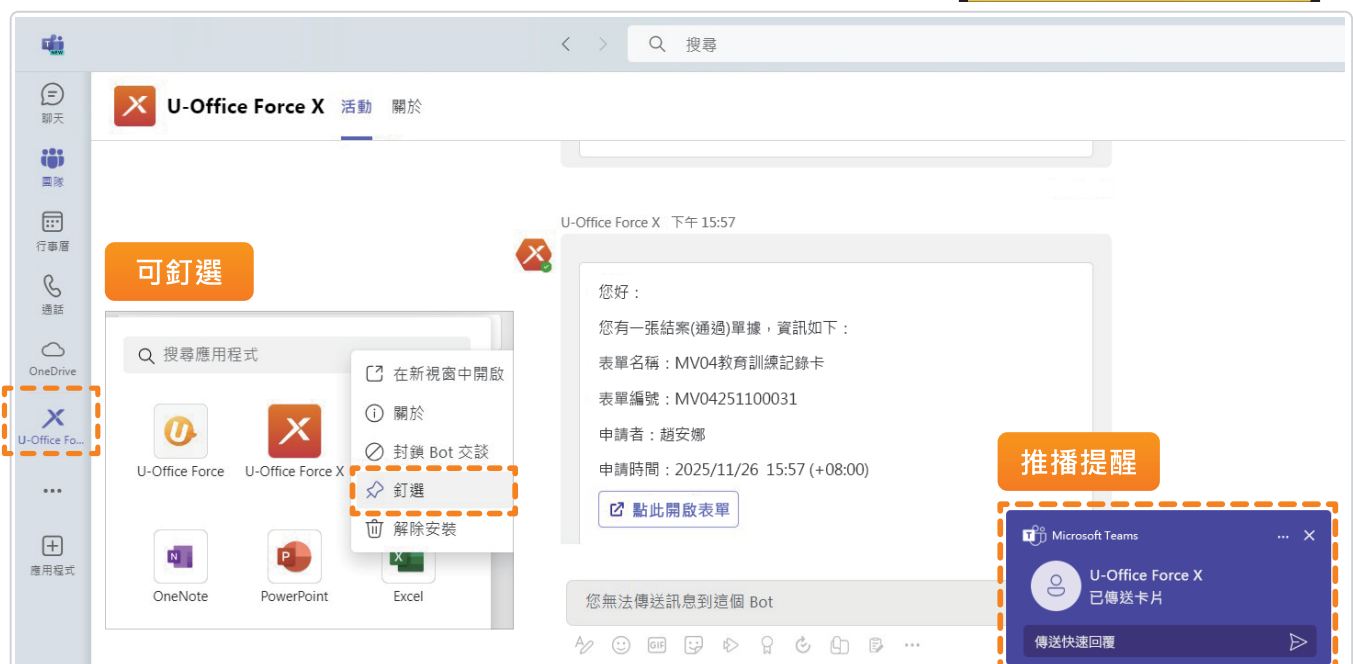 NEW
搜尋
聊天
團隊
行事曆
通話
OneDrive
U-Office Fo...
應用程式
U-Office Force X 活動 關於
可釘選
搜尋應用程式
U-Office Force
U-Office Force X
OneNote
PowerPoint
Excel
在新視窗中開啟
關於
封鎖 Bot 交談
釘選
解除安裝
U-Office Force X 下午 15:57
您好：
您有一張結案(通過)單據，資訊如下：
表單名稱：MV04教育訓練記錄卡
表單編號：MV04251100031
申請者：趙安娜
申請時間：2025/11/26 15:57 (+08:00)
點此開啟表單
您無法傳送訊息到這個 Bot
GIF
推播提醒
Microsoft Teams
U-Office Force X
已傳送卡片
傳送快速回覆